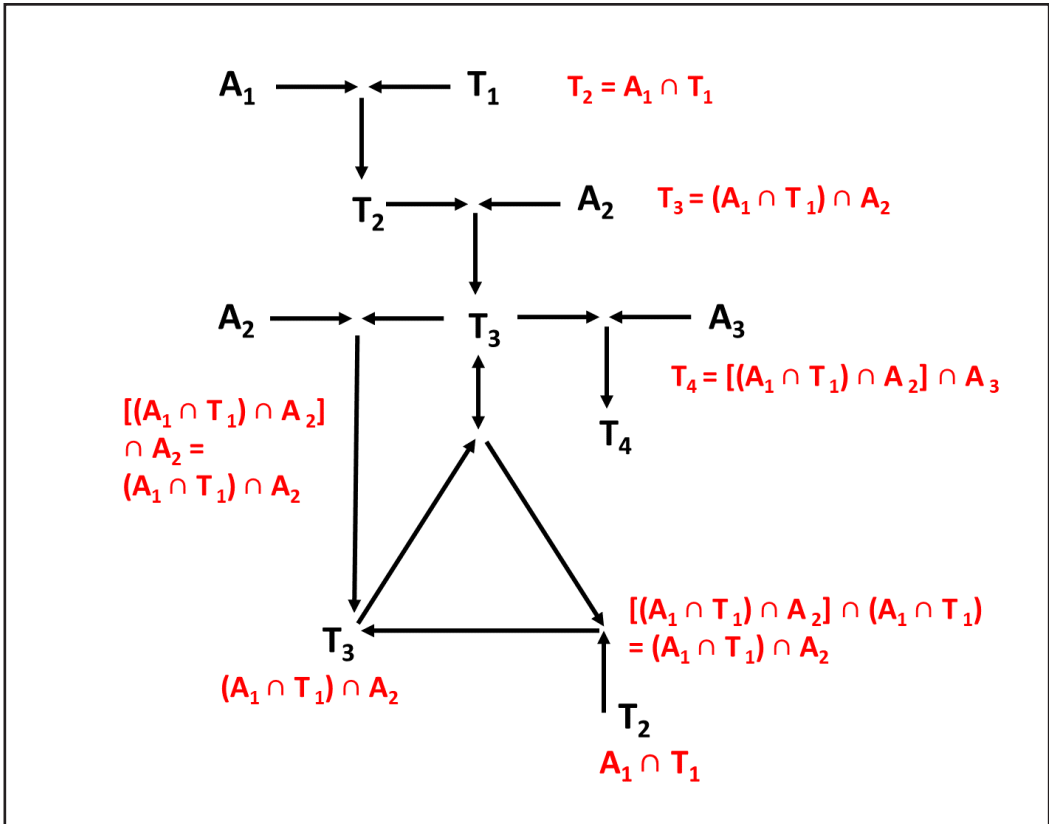 A₁ T₁ T₂ = A₁ ∩ T₁
T₂ A₂ T₃ = (A₁ ∩ T₁) ∩ A₂
A₂ T₃ A₃
T₄ = [(A₁ ∩ T₁) ∩ A₂] ∩ A₃
[(A₁ ∩ T₁) ∩ A₂]
∩ A₂ =
(A₁ ∩ T₁) ∩ A₂
T₄
[(A₁ ∩ T₁) ∩ A₂] ∩ (A₁ ∩ T₁)
= (A₁ ∩ T₁) ∩ A₂
T₃
(A₁ ∩ T₁) ∩ A₂
T₂
A₁ ∩ T₁